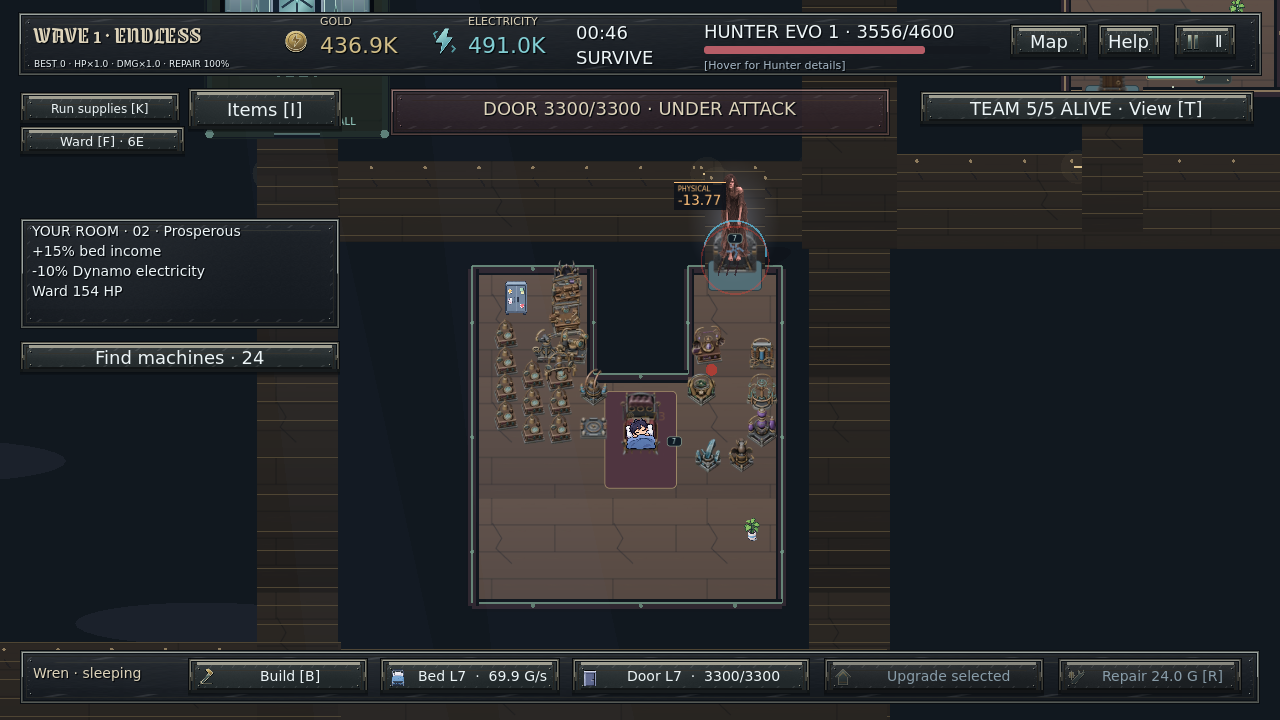 WAVE 1 · ENDLESS
BEST 0 · HP×1.0 · DMG×1.0 · REPAIR 100%
GOLD
436.9K
ELECTRICITY
491.0K
00:46
SURVIVE
HUNTER EVO 1 · 3556/4600
[Hover for Hunter details]
Map
Help
II
Run supplies [K]
Items [I]
DOOR 3300/3300 · UNDER ATTACK
TEAM 5/5 ALIVE · View [T]
Ward [F] · 6E
PHYSICAL
-13.77
7
YOUR ROOM · 02 · Prosperous
+15% bed income
-10% Dynamo electricity
Ward 154 HP
Find machines · 24
7
Wren · sleeping
Build [B]
Bed L7 · 69.9 G/s
Door L7 · 3300/3300
Upgrade selected
Repair 24.0 G [R]